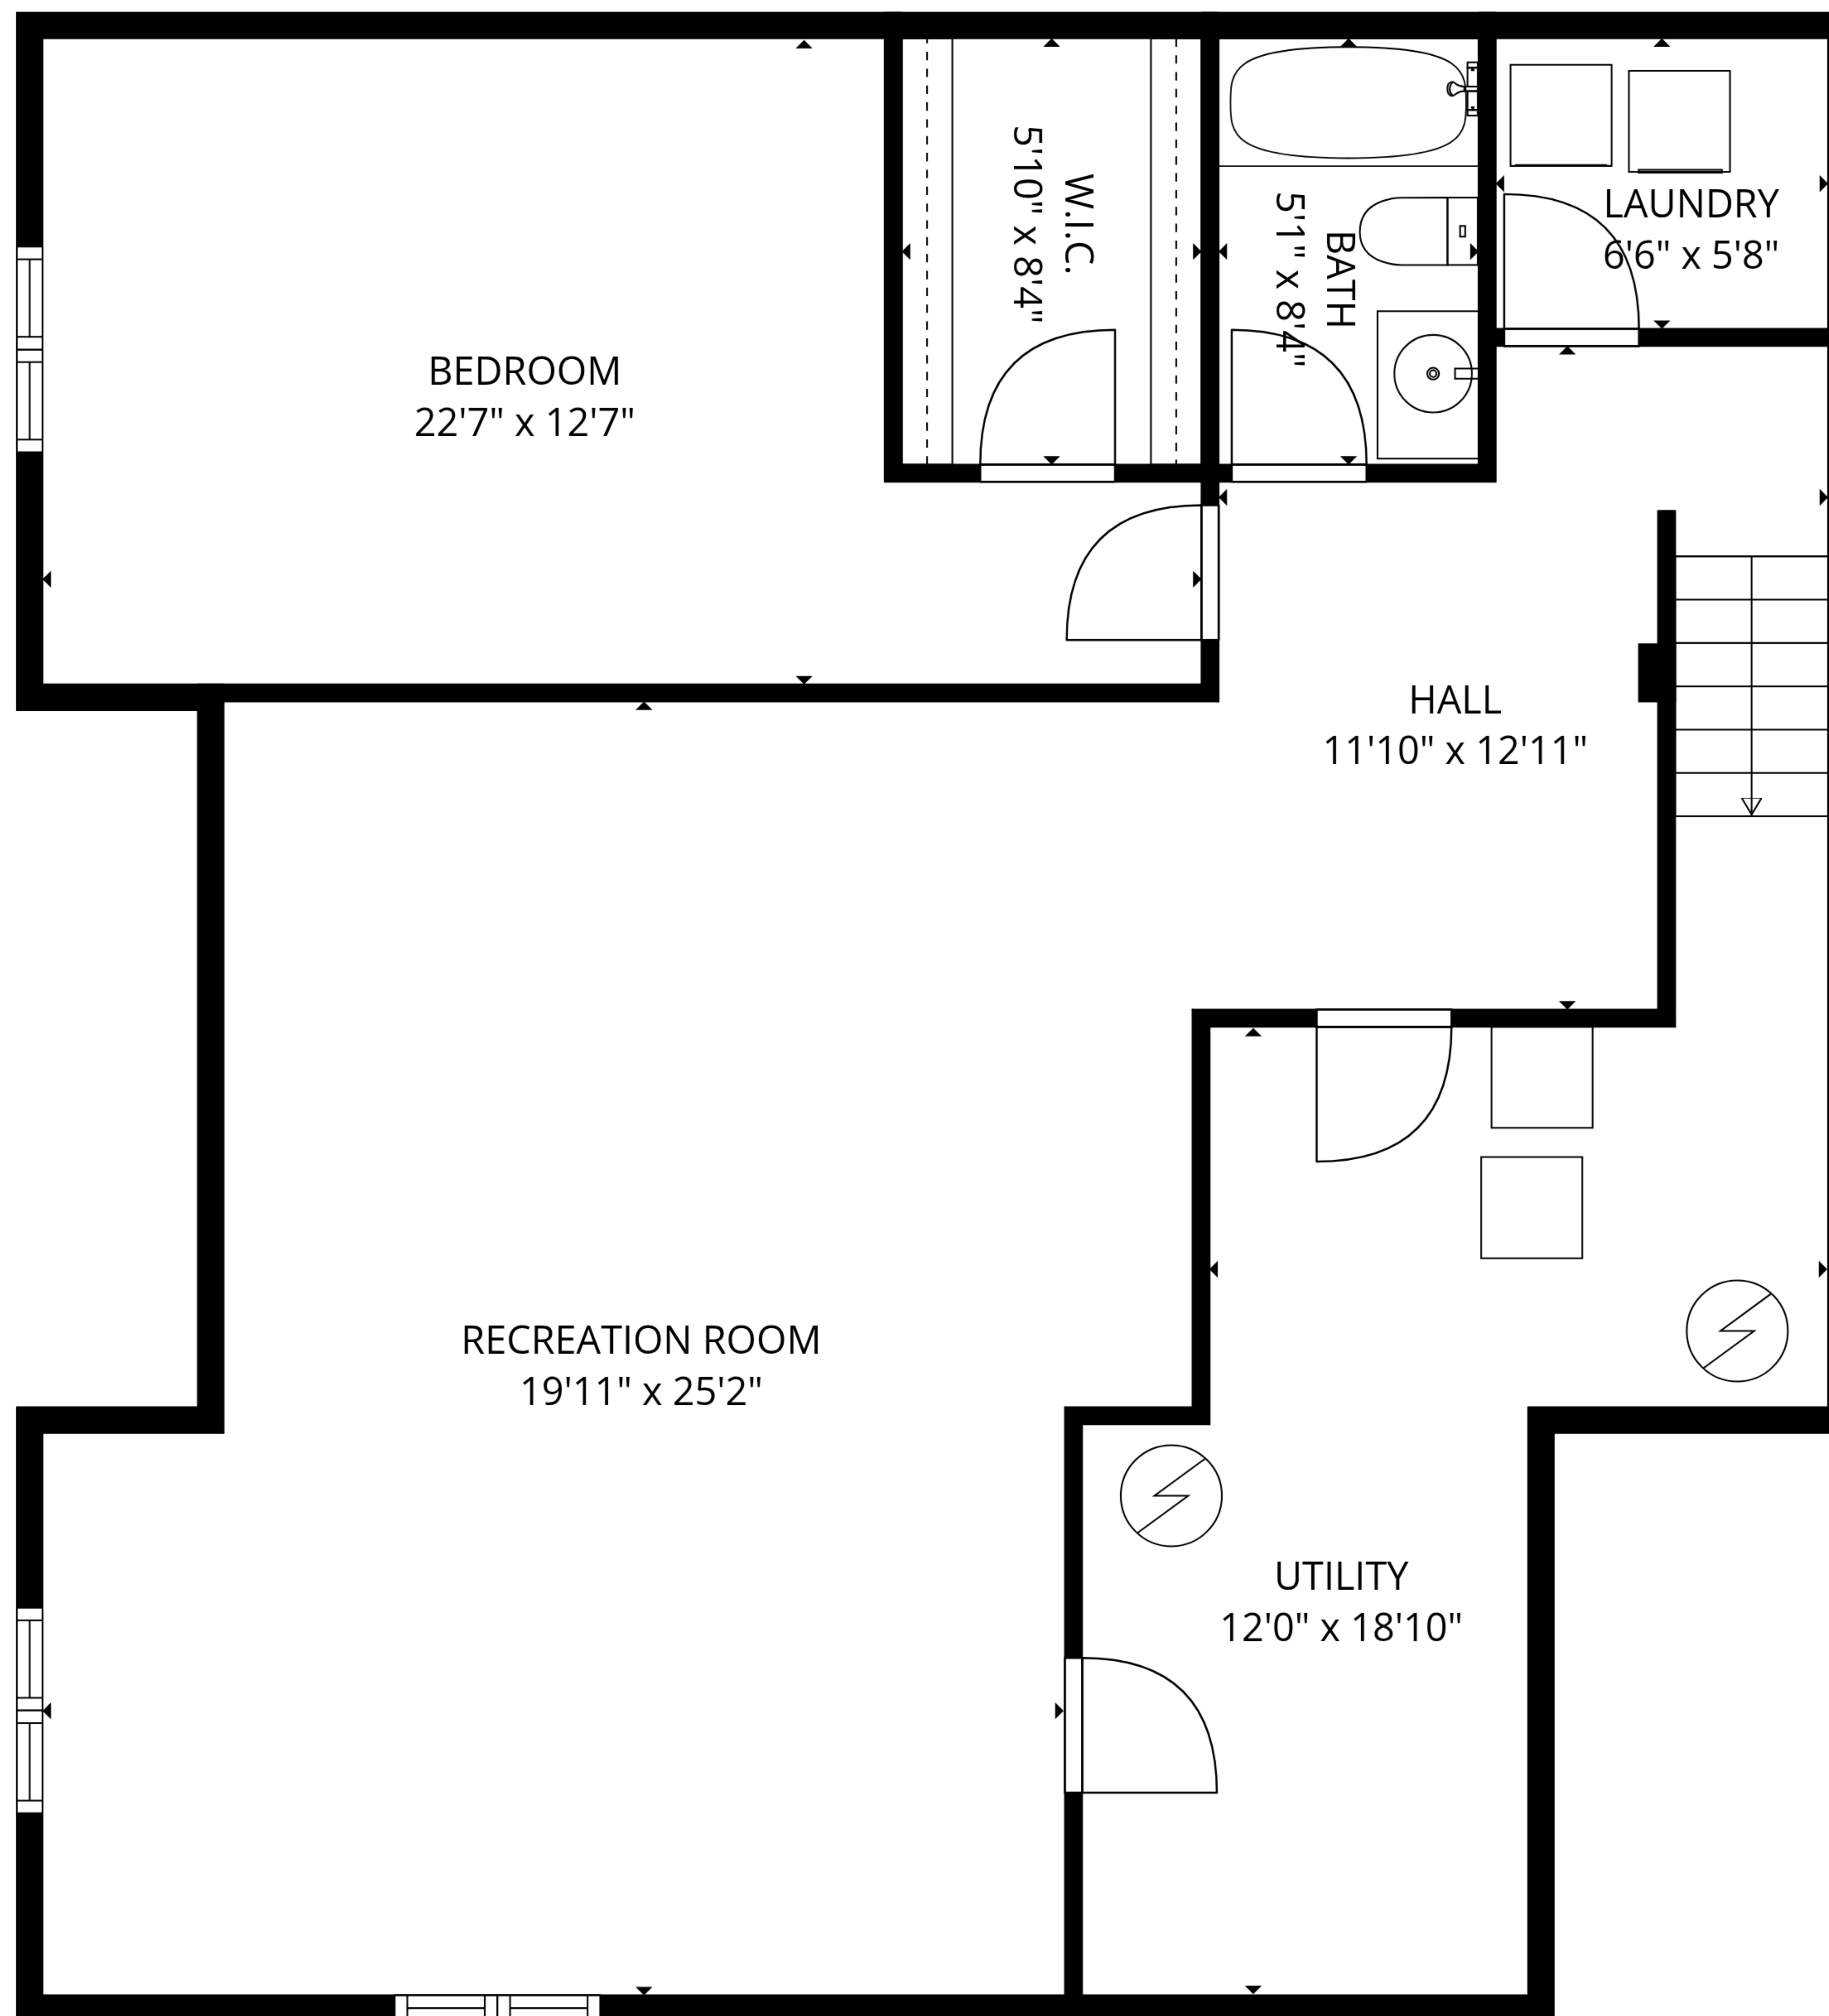 W.I.C.
5'10" x 8'4"
BATH
5'1" x 8'4"
LAUNDRY
6'6" x 5'8"
BEDROOM
22'7" x 12'7"
HALL
11'10" x 12'11"
RECREATION ROOM
19'11" x 25'2"
UTILITY
12'0" x 18'10"